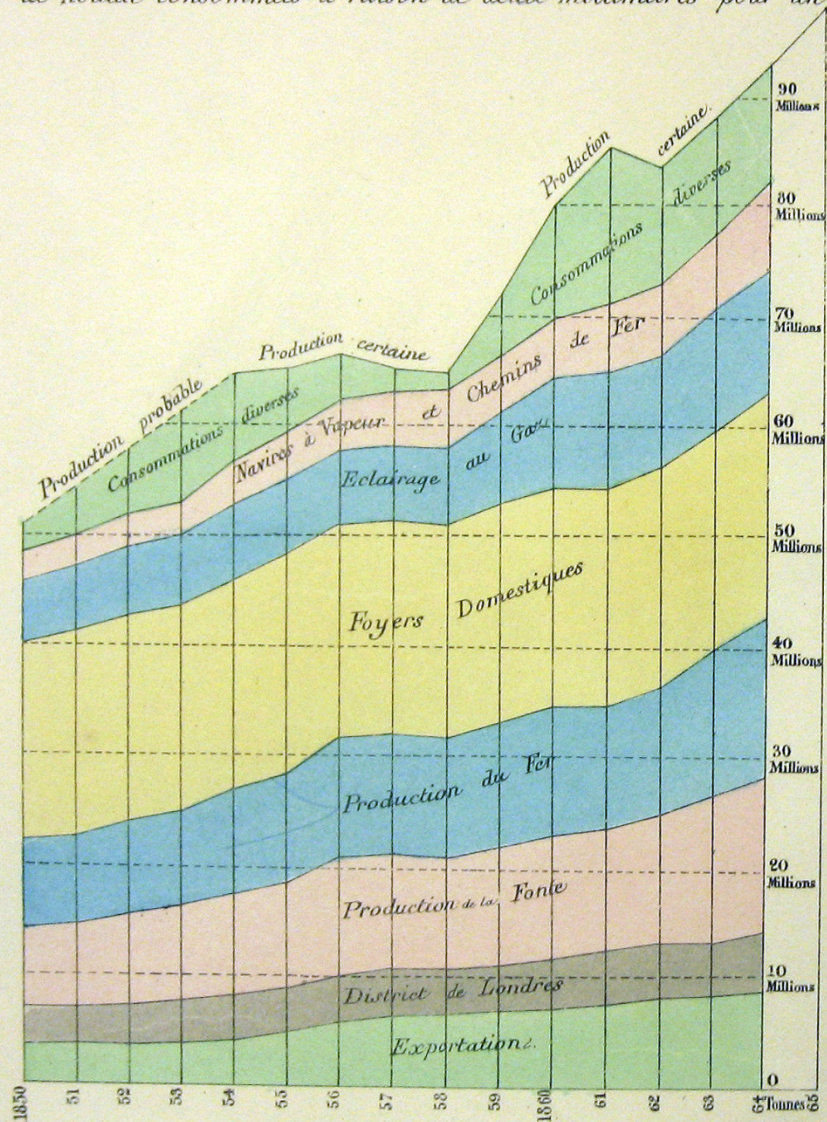 Production probable
Production certaine
Production certaine.
Consommations diverses
Consommations diverses
Navires à Vapeur et Chemins de Fer
Eclairage au Gaz
Foyers Domestiques
Production du Fer
Production de la Fonte
District de Londres
Exportation
90
Millions
80
Millions
70
Millions
60
Millions
50
Millions
40
Millions
30
Millions
20
Millions
10
Millions
0
Tonnes
1850 51 52 53 54 55 56 57 58 59 1860 61 62 63 64 65